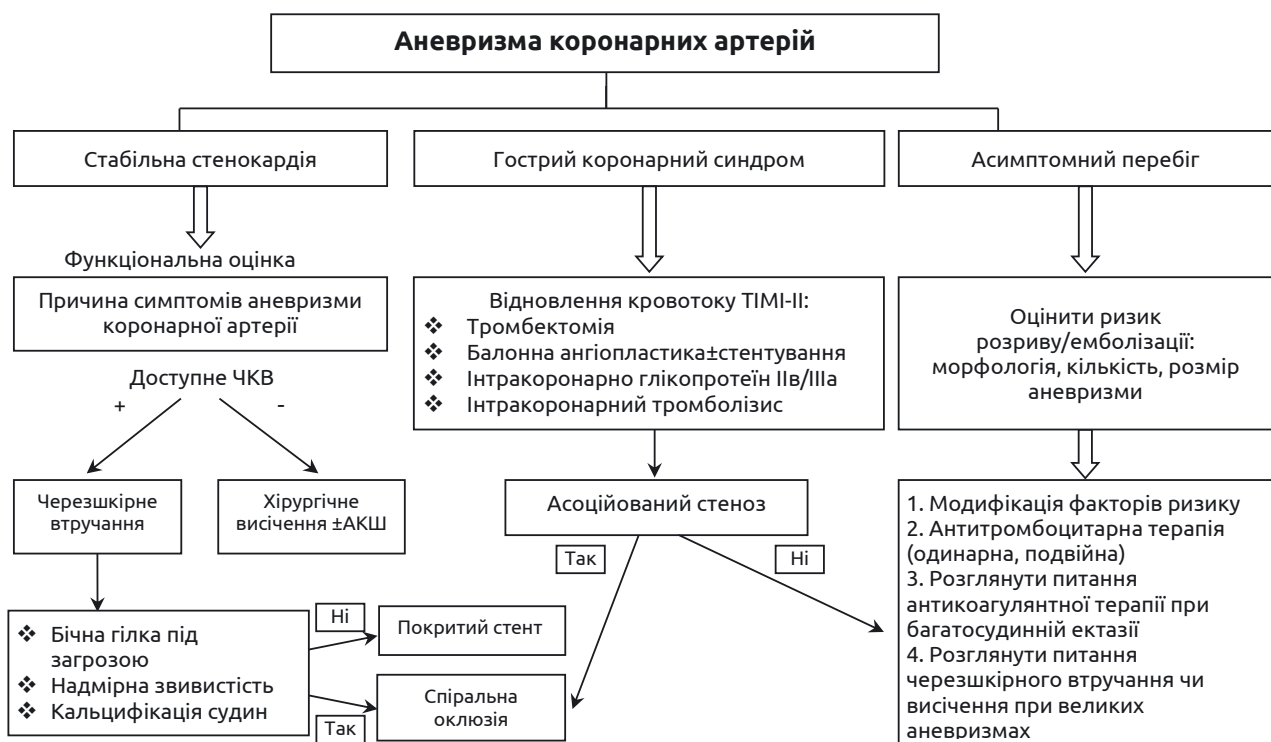 Аневризма коронарних артерій
Стабільна стенокардія
Гострий коронарний синдром
Асимптомний перебіг
Функціональна оцінка
Причина симптомів аневризми
коронарної артерії
Відновлення кровотоку ТІМІ-ІІ:
❖ Тромбектомія
❖ Балонна ангіопластика±стентування
❖ Інтракоронарно глікопротеїн ІІв/ІІІа
❖ Інтракоронарний тромболізис
Оцінити ризик
розриву/емболізації:
морфологія, кількість, розмір
аневризми
Доступне ЧКВ
+
-
Черезшкірне
втручання
Хірургічне
висічення ±АКШ
Асоційований стеноз
Так
Ні
1. Модифікація факторів ризику
2. Антитромбоцитарна терапія
(одинарна, подвійна)
3. Розглянути питання
антикоагулянтної терапії при
багатосудинній ектазії
4. Розглянути питання
черезшкірного втручання чи
висічення при великих
аневризмах
❖ Бічна гілка під
загрозою
❖ Надмірна звивистість
❖ Кальцифікація судин
Ні
Покритий стент
Так
Спіральна
оклюзія